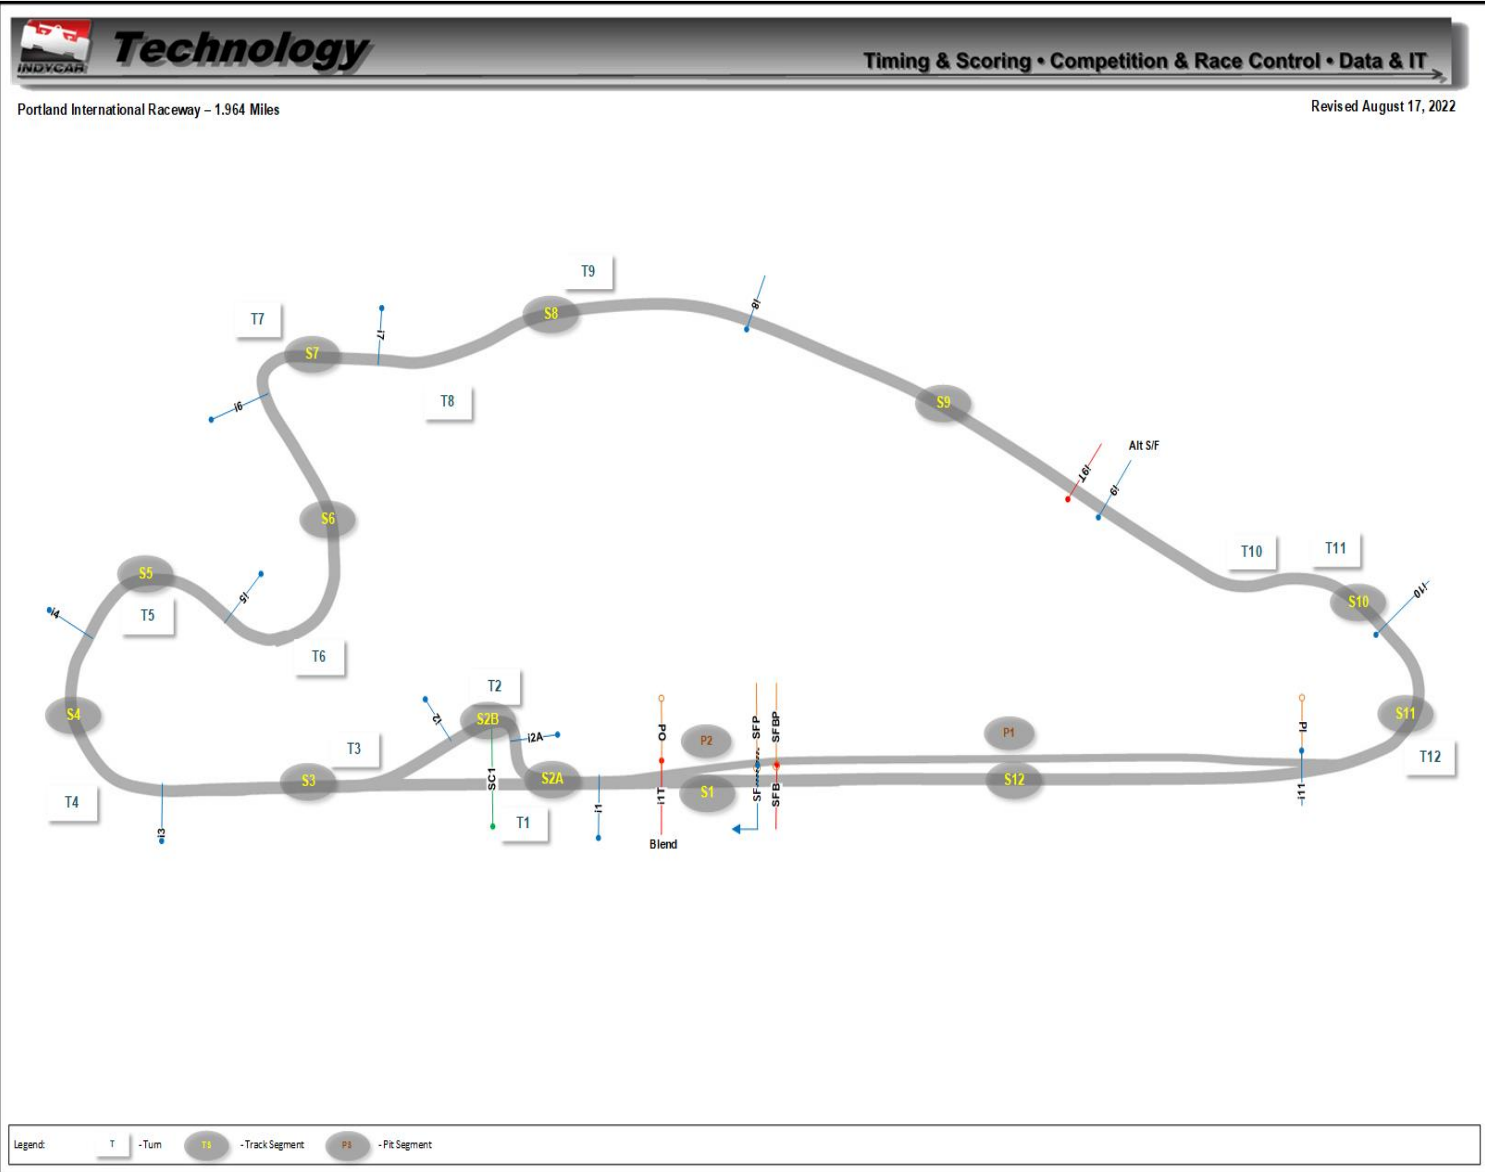 INDYCAR
Technology
Timing & Scoring • Competition & Race Control • Data & IT
Portland International Raceway – 1.964 Miles
Revised August 17, 2022
T9
S8
i8
T7
S7
i7
T8
i6
S9
i9T
Alt S/F
i9
S6
T10
T11
S10
i10
S5
i5
i4
T5
T6
T2
S2B
i2
i2A
S4
PO
P2
SFP
SFBP
P1
PI
S11
T3
T12
S3
SC1
S2A
i1T
S1
SF
SFB
S12
i11
T4
i3
T1
i1
Blend
Legend:
T
- Turn
TS
- Track Segment
PS
- Pit Segment